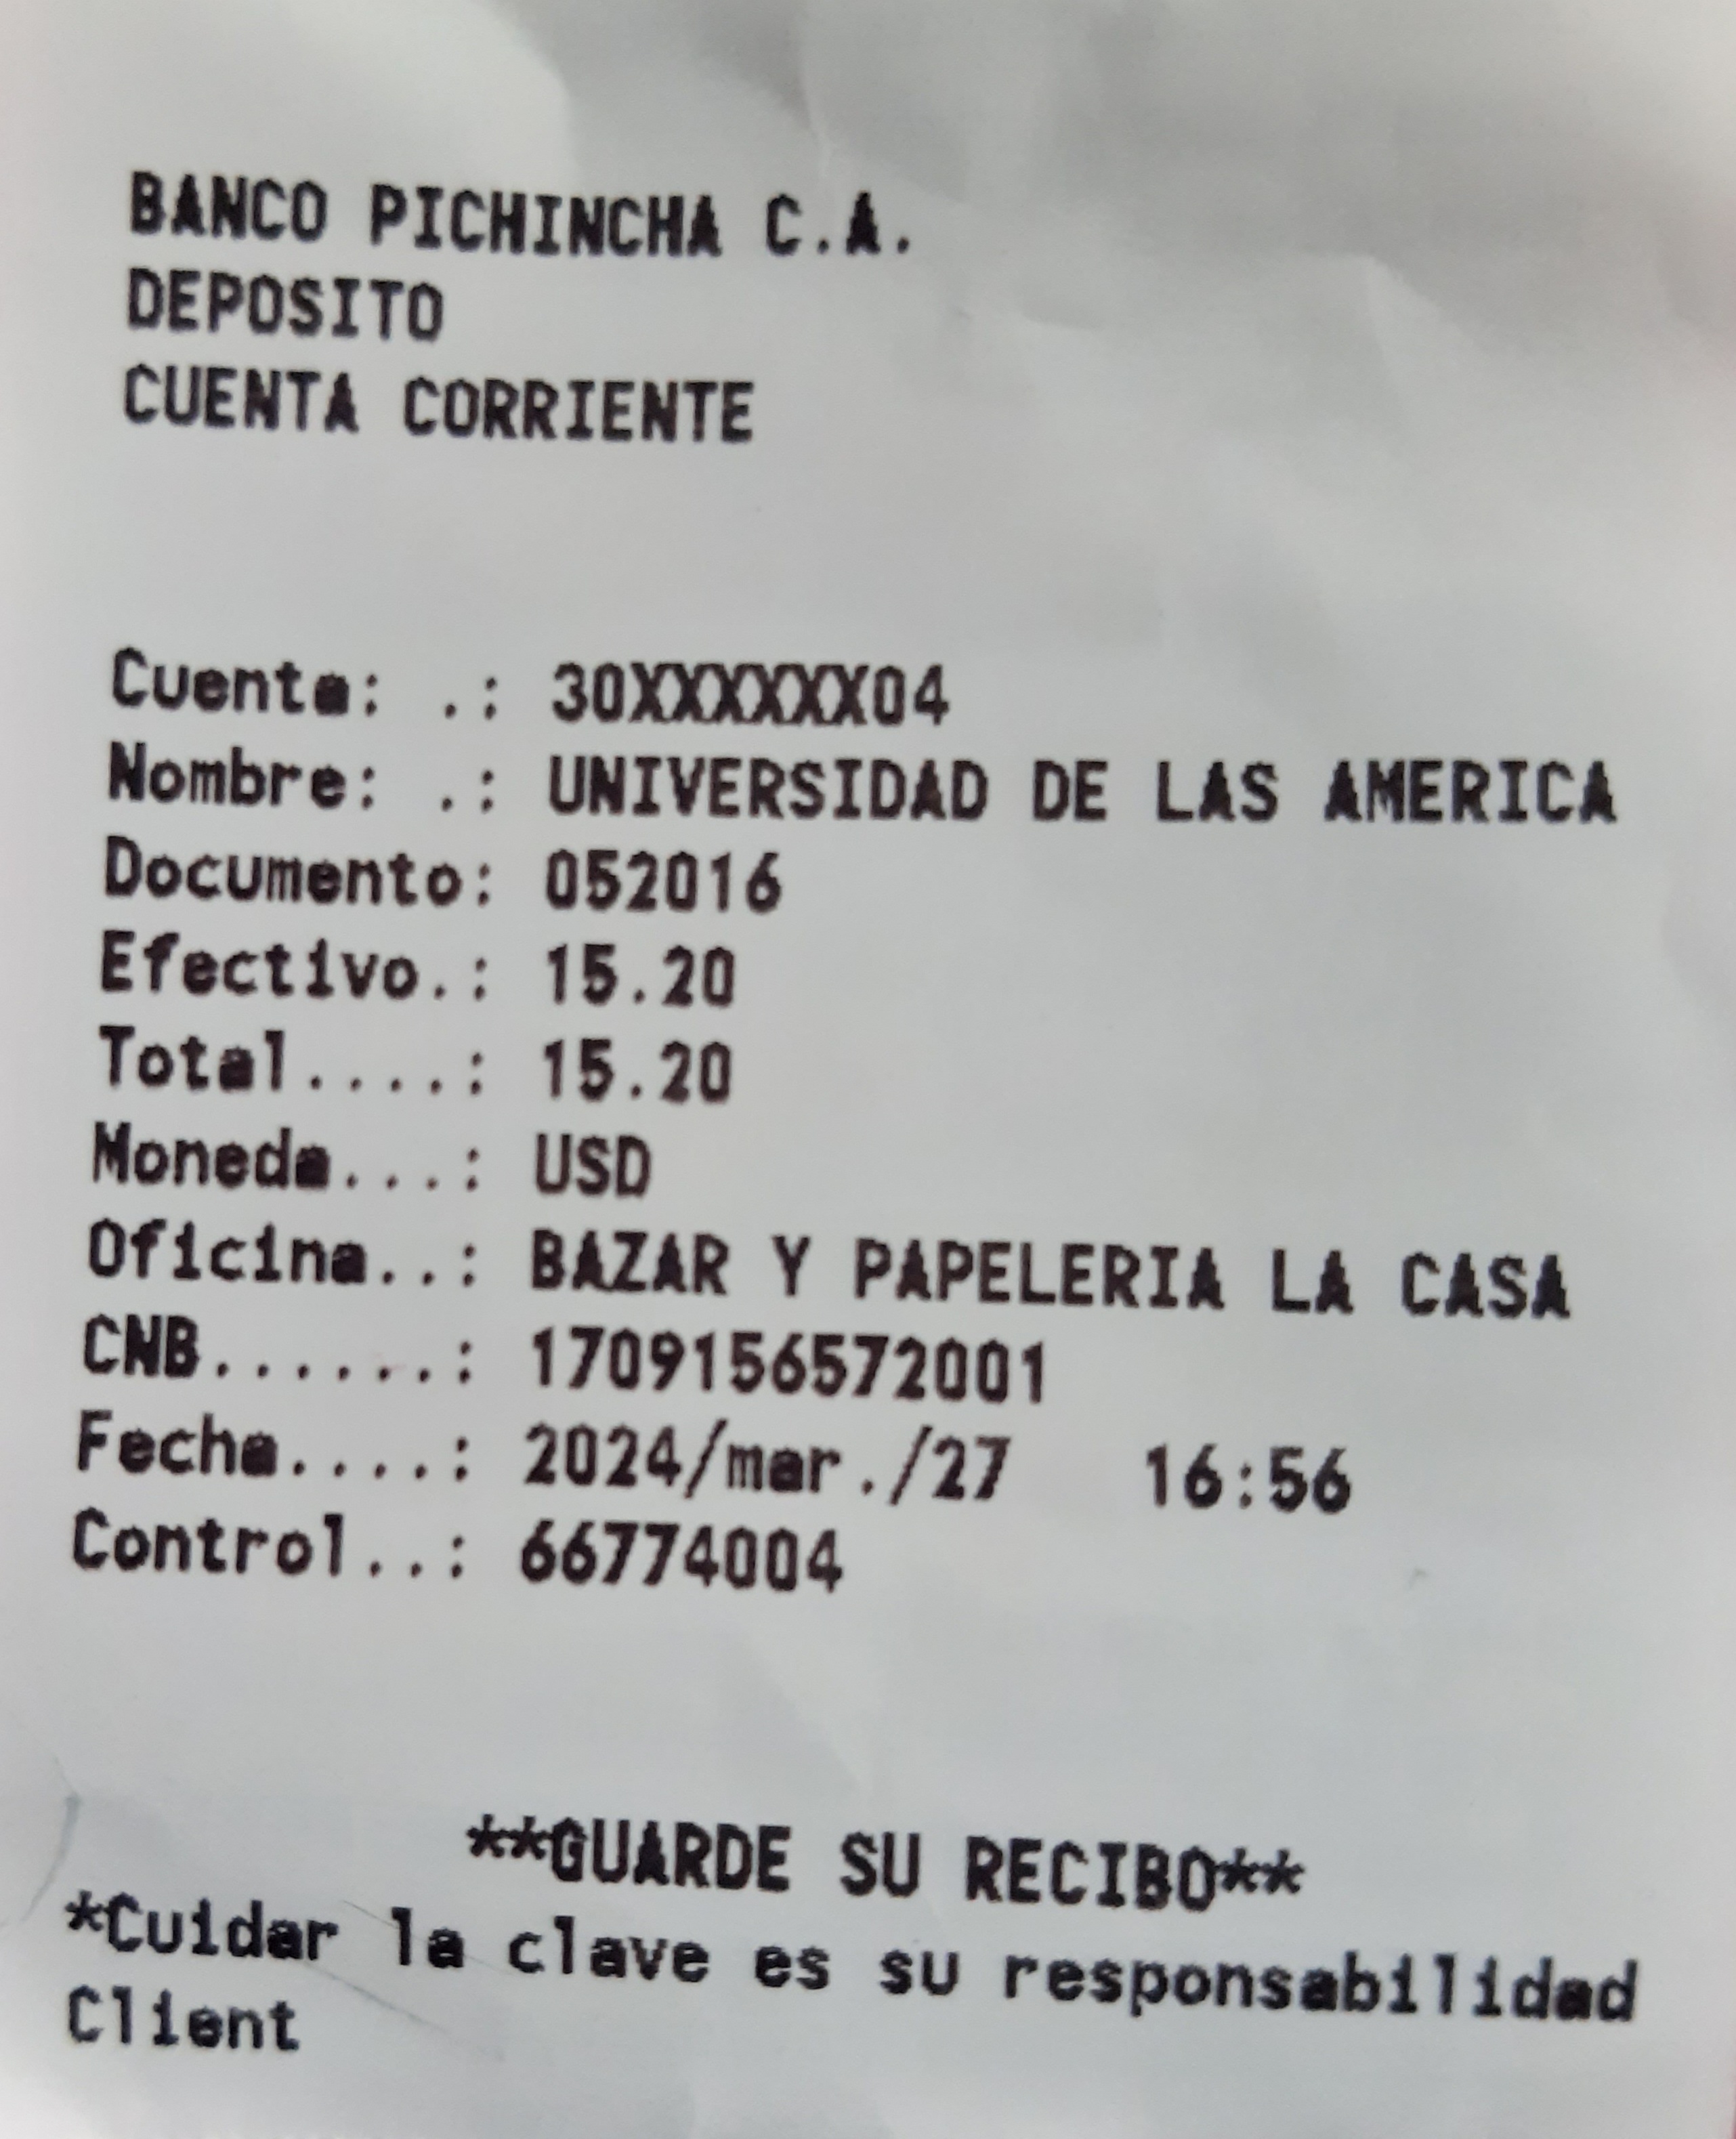 BANCO PICHINCHA C.A.
DEPOSITO
CUENTA CORRIENTE
Cuenta: .: 30XXXXXX04
Nombre: .: UNIVERSIDAD DE LAS AMERICA
Documento: 052016
Efectivo.: 15.20
Total....: 15.20
Moneda...: USD
Oficina..: BAZAR Y PAPELERIA LA CASA
CNB......: 1709156572001
Fecha....: 2024/mar./27 16:56
Control..: 66774004
**GUARDE SU RECIBO**
*Cuidar la clave es su responsabilidad
Client